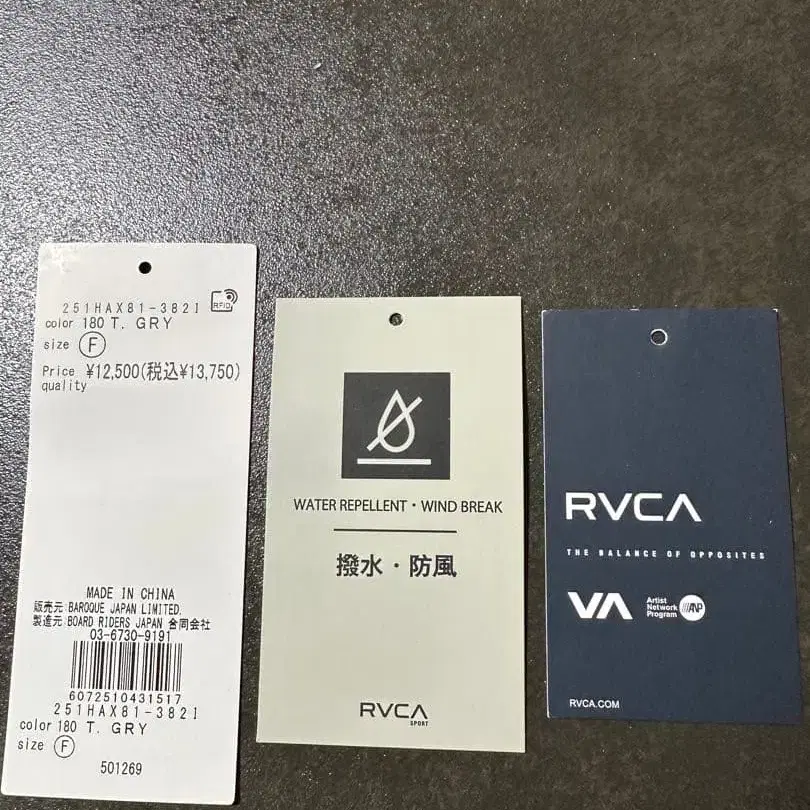 251HAX81-382I
RFID
color 180 T. GRY
size F
Price ¥12,500(税込¥13,750)
quality
MADE IN CHINA
販売元:BAROQUE JAPAN LIMITED.
製造元:BOARD RIDERS JAPAN 合同会社
03-6730-9191
6072510431517
251HAX81-382I
color 180 T. GRY
size F
501269
WATER REPELLENT・WIND BREAK
撥水・防風
RVCA
SPORT
RVCA
THE BALANCE OF OPPOSITES
VA
Artist
Network
Program
ANP
RVCA.COM